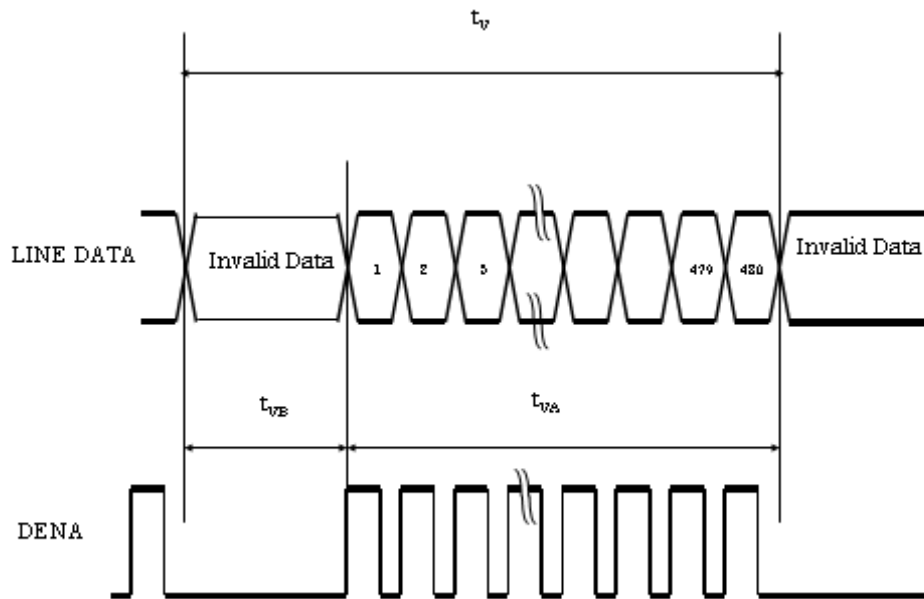 tV
LINE DATA
Invalid Data
1
2
3
479
480
Invalid Data
tVB
tVA
DENA